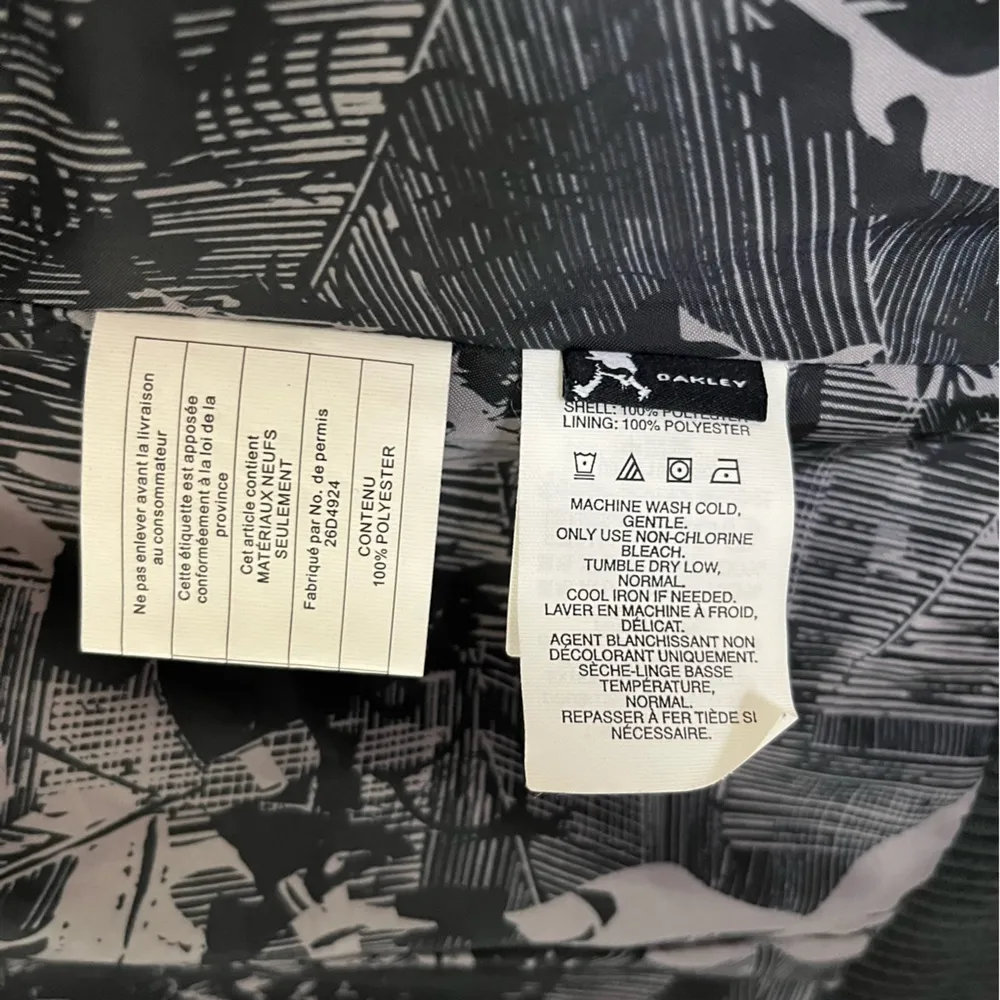 Ne pas enlever avant la livraison
au consommateur
Cette étiquette est apposée
conforméement à la loi de la
province
Cet article contient
MATÉRIAUX NEUFS
SEULEMENT
Fabriqué par No. de permis
26D4924
CONTENU
100% POLYESTER
OAKLEY
SHELL: 100% POLYESTER
LINING: 100% POLYESTER
MACHINE WASH COLD,
GENTLE.
ONLY USE NON-CHLORINE
BLEACH.
TUMBLE DRY LOW,
NORMAL.
COOL IRON IF NEEDED.
LAVER EN MACHINE À FROID,
DÉLICAT.
AGENT BLANCHISSANT NON
DÉCOLORANT UNIQUEMENT.
SÈCHE-LINGE BASSE
TEMPÉRATURE,
NORMAL.
REPASSER À FER TIÈDE SI
NÉCESSAIRE.